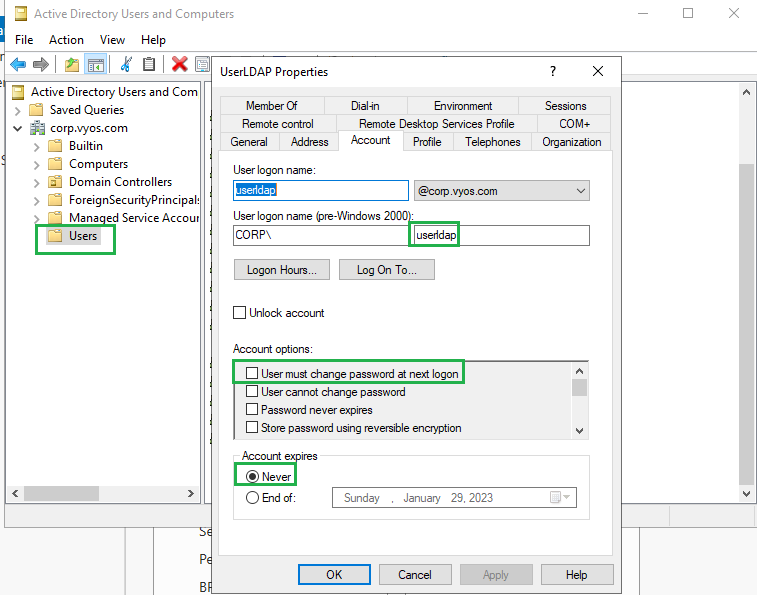 Active Directory Users and Computers
File Action View Help
Active Directory Users and Com
Saved Queries
corp.vyos.com
Builtin
Computers
Domain Controllers
ForeignSecurityPrincipals
Managed Service Accour
Users
UserLDAP Properties
?
Member Of Dial-in Environment Sessions
Remote control Remote Desktop Services Profile COM+
General Address Account Profile Telephones Organization
User logon name:
userldap @corp.vyos.com
User logon name (pre-Windows 2000):
CORP\ userldap
Logon Hours... Log On To...
Unlock account
Account options:
User must change password at next logon
User cannot change password
Password never expires
Store password using reversible encryption
Account expires
Never
End of: Sunday , January 29, 2023
OK Cancel Apply Help
Se
Pe